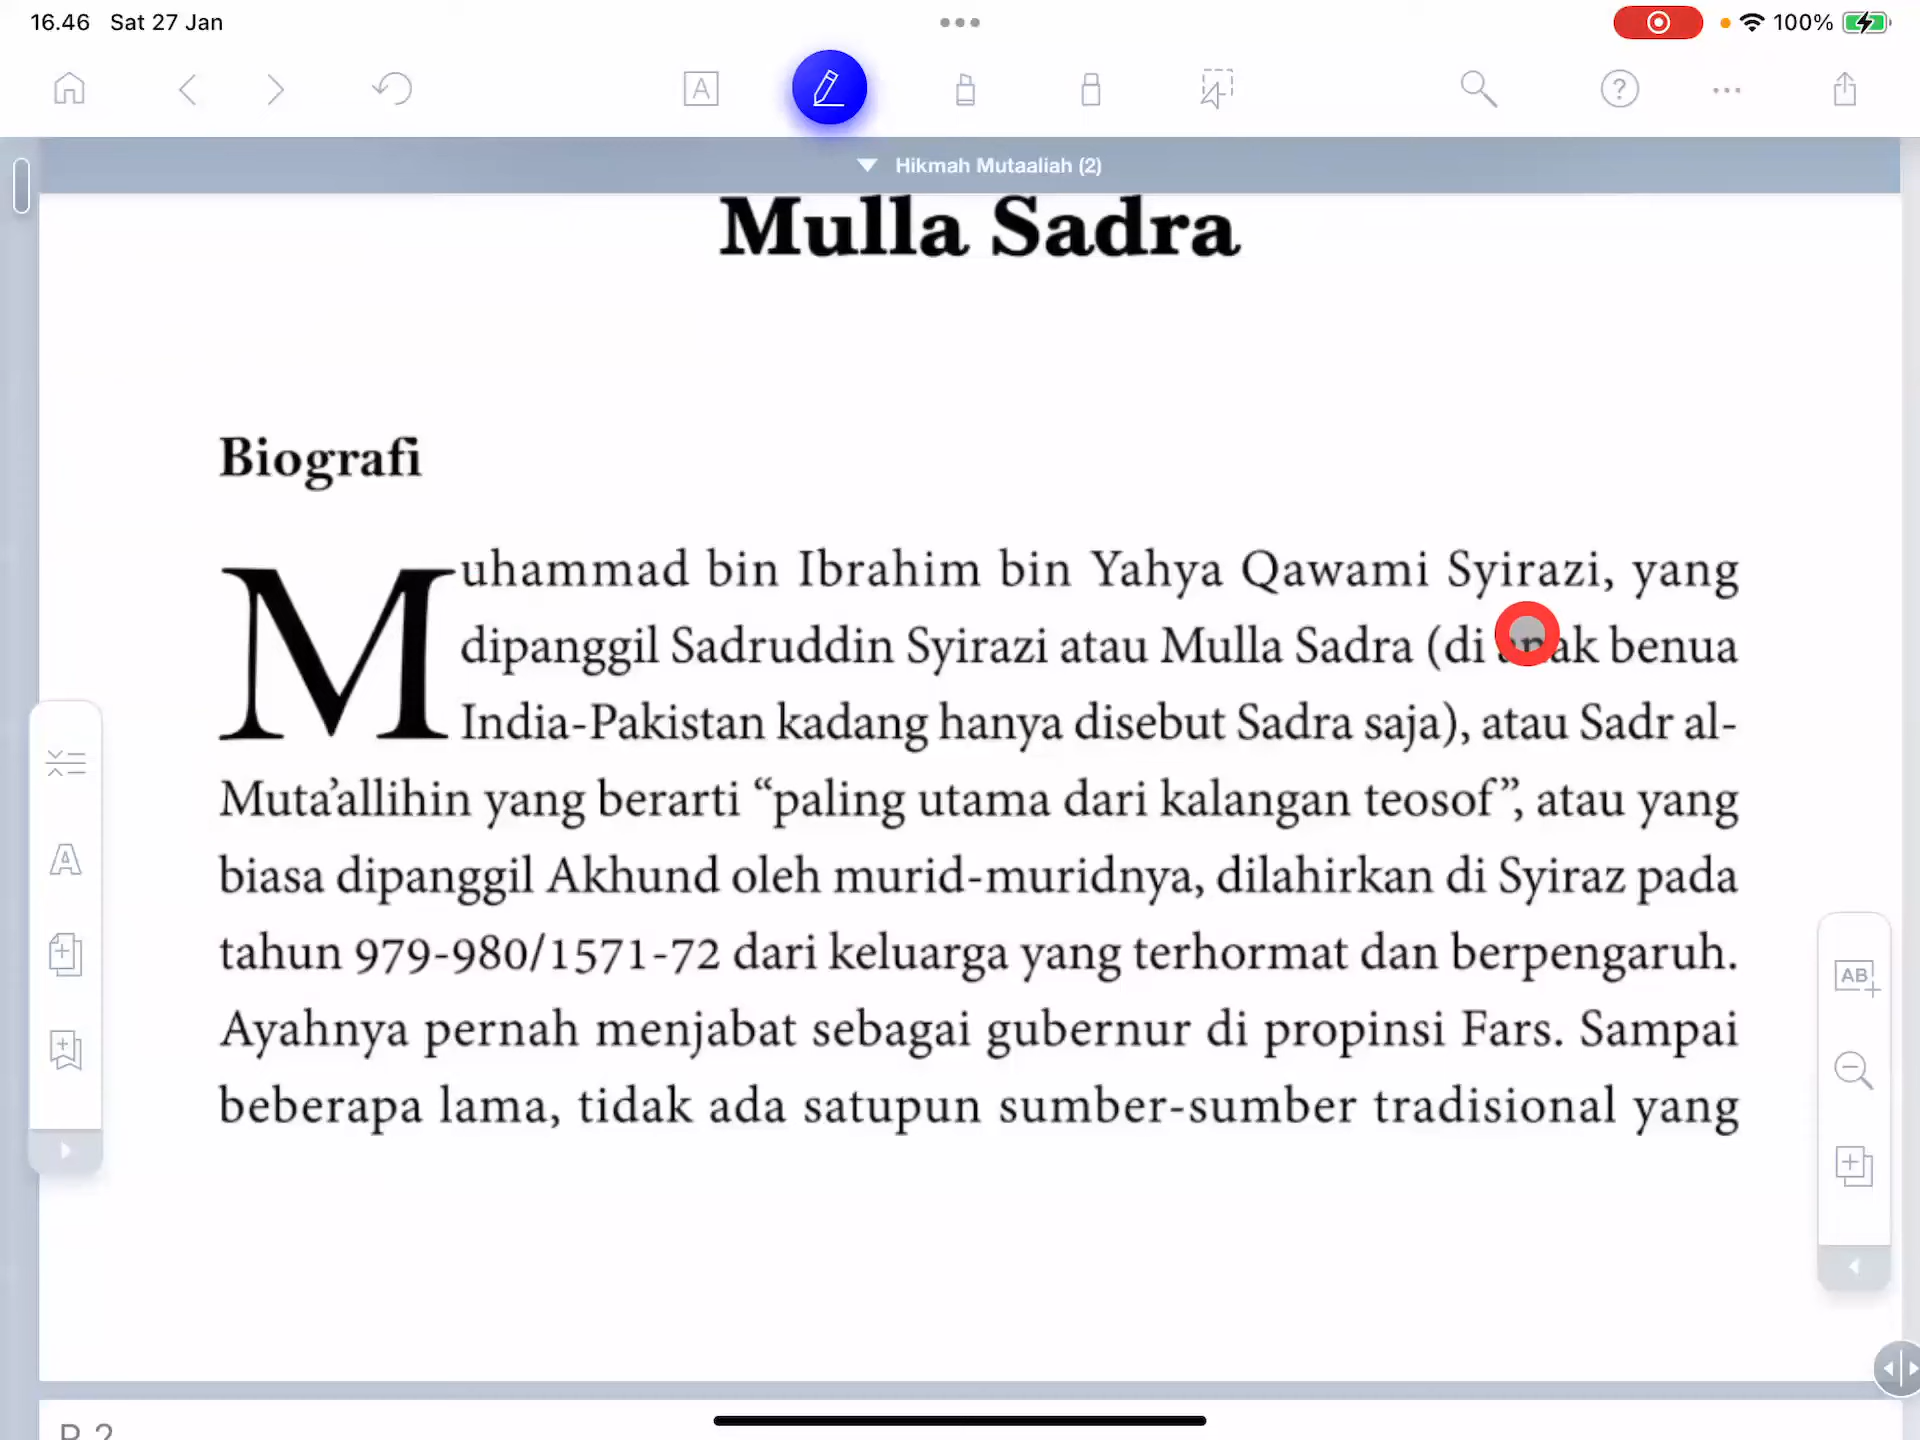 16.46 Sat 27 Jan
100%
A
?
Hikmah Mutaaliah (2)
Mulla Sadra
Biografi
Muhammad bin Ibrahim bin Yahya Qawami Syirazi, yang
dipanggil Sadruddin Syirazi atau Mulla Sadra (di anak benua
India-Pakistan kadang hanya disebut Sadra saja), atau Sadr al-
Muta’allihin yang berarti “paling utama dari kalangan teosof”, atau yang
biasa dipanggil Akhund oleh murid-muridnya, dilahirkan di Syiraz pada
tahun 979-980/1571-72 dari keluarga yang terhormat dan berpengaruh.
Ayahnya pernah menjabat sebagai gubernur di propinsi Fars. Sampai
beberapa lama, tidak ada satupun sumber-sumber tradisional yang
A
AB
P. 2